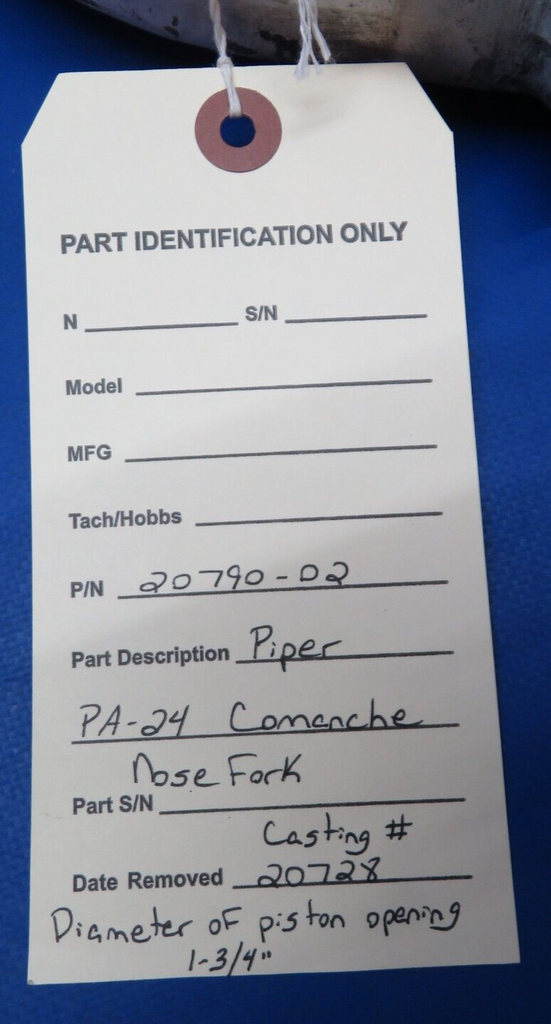 PART IDENTIFICATION ONLY
N S/N
Model
MFG
Tach/Hobbs
P/N 20790-02
Part Description Piper
PA-24 Comanche
Nose Fork
Part S/N
Casting #
Date Removed 20728
Diameter of piston opening
1-3/4"